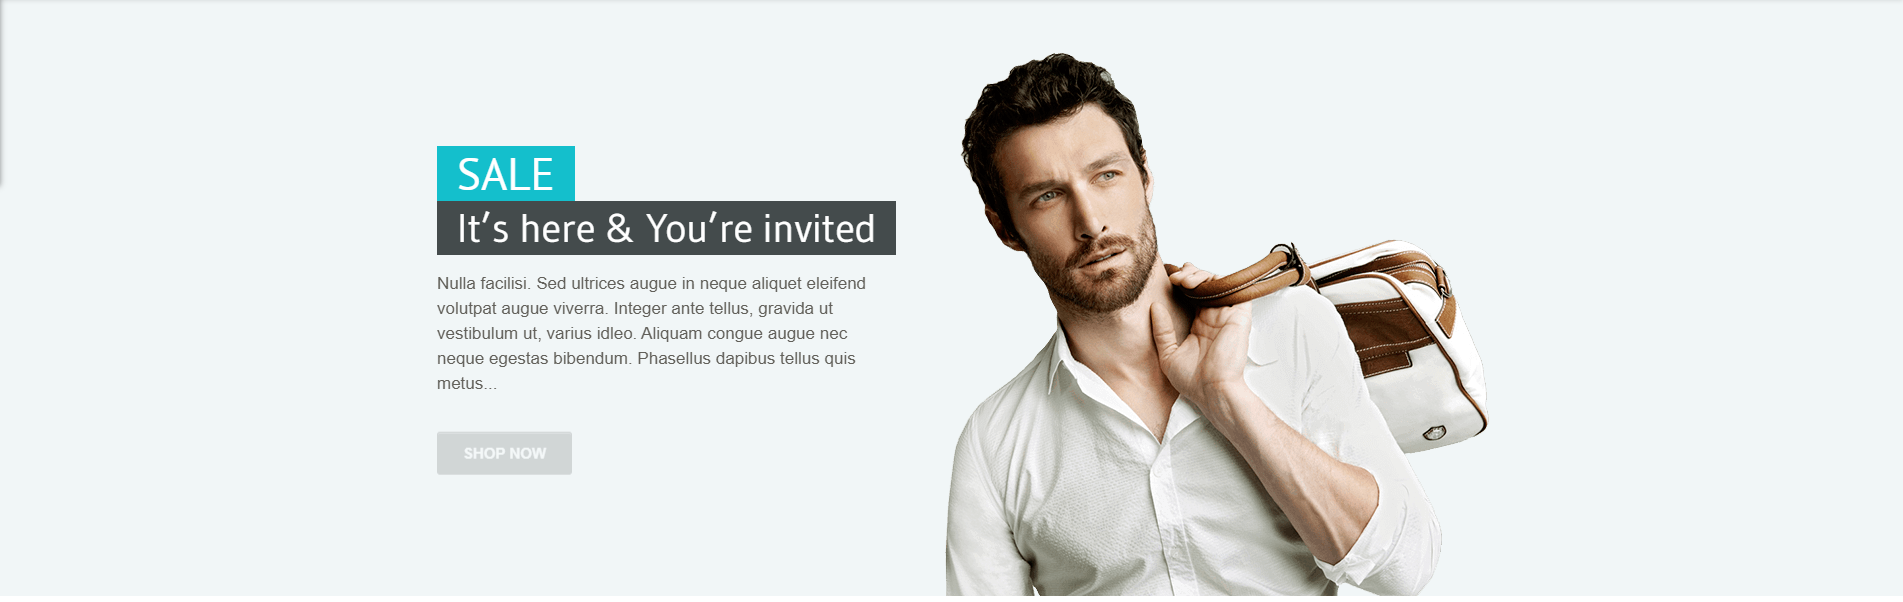 SALE
It's here & You're invited
Nulla facilisi. Sed ultrices augue in neque aliquet eleifend
volutpat augue viverra. Integer ante tellus, gravida ut
vestibulum ut, varius idleo. Aliquam congue augue nec
neque egestas bibendum. Phasellus dapibus tellus quis
metus...
SHOP NOW